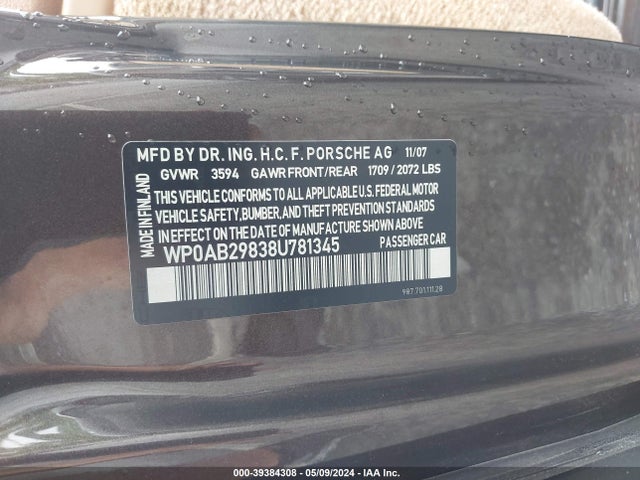 MFD BY DR. ING. H.C. F. PORSCHE AG 11/07
GVWR 3594 GAWR FRONT/REAR 1709 / 2072 LBS
MADE IN FINLAND
THIS VEHICLE CONFORMS TO ALL APPLICABLE U.S. FEDERAL MOTOR
VEHICLE SAFETY, BUMPER, AND THEFT PREVENTION STANDARDS
IN EFFECT ON THE DATE OF MANUFACTURE SHOWN ABOVE
WP0AB29838U781345 PASSENGER CAR
987.701.111.28
000-39384308 - 05/09/2024 - IAA Inc.